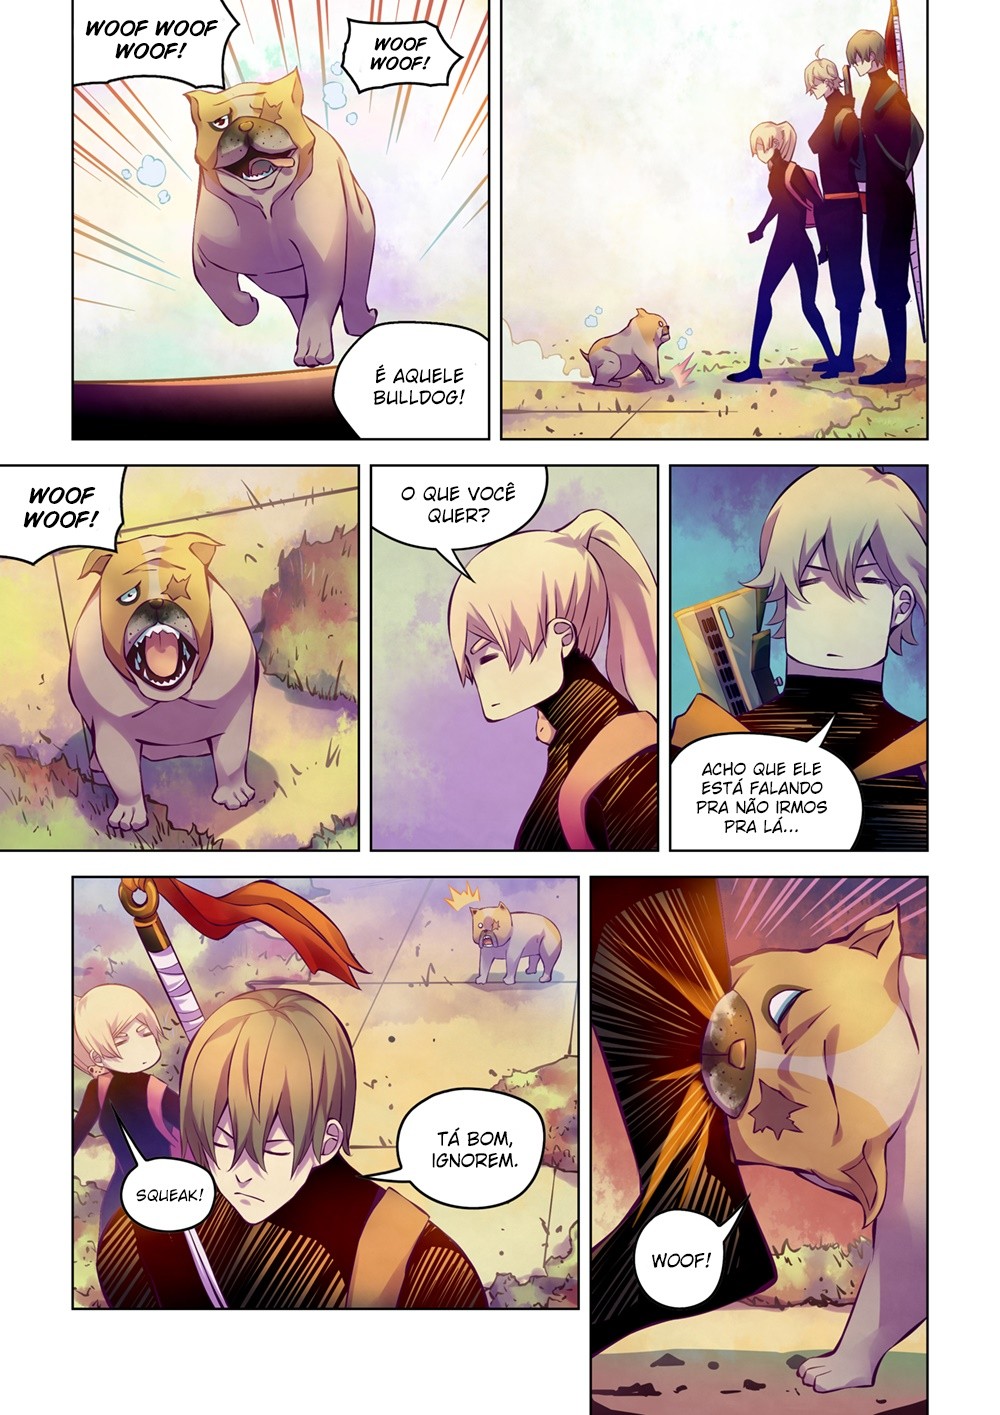 WOOF WOOF
WOOF!
WOOF
WOOF!
É AQUELE
BULLDOG!
WOOF
WOOF!
O QUE VOCÊ
QUER?
ACHO QUE ELE
ESTÁ FALANDO
PRA NÃO IRMOS
PRA LÁ...
SQUEAK!
TÁ BOM,
IGNOREM.
WOOF!